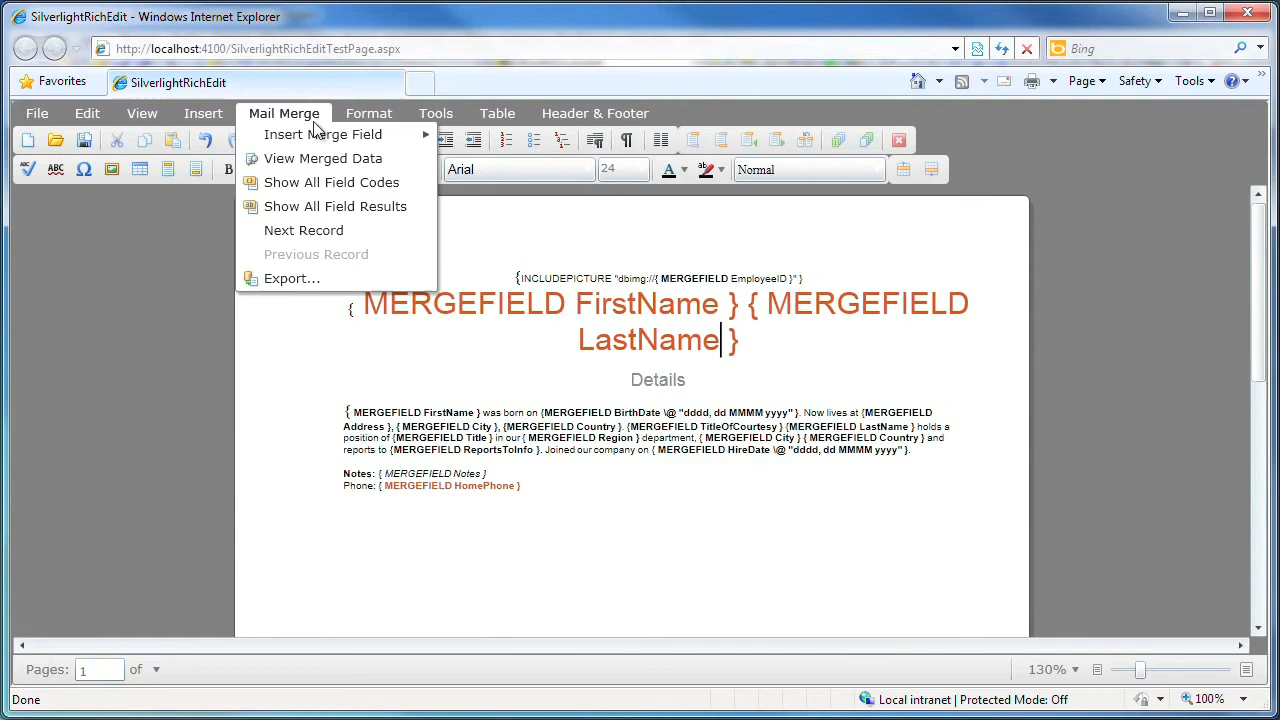 SilverlightRichEdit - Windows Internet Explorer
http://localhost:4100/SilverlightRichEditTestPage.aspx
Bing
Favorites
SilverlightRichEdit
Page
Safety
Tools
File Edit View Insert Mail Merge Format Tools Table Header & Footer
Insert Merge Field
View Merged Data
Show All Field Codes
Show All Field Results
Next Record
Previous Record
Export...
ABC
B
Arial
24
A
ab
Normal
{INCLUDEPICTURE "dbimg://{ MERGEFIELD EmployeeID }" }
{ MERGEFIELD FirstName } { MERGEFIELD
LastName }
Details
{ MERGEFIELD FirstName } was born on {MERGEFIELD BirthDate \@ "dddd, dd MMMM yyyy" }. Now lives at {MERGEFIELD
Address }, { MERGEFIELD City }, {MERGEFIELD Country }. {MERGEFIELD TitleOfCourtesy } {MERGEFIELD LastName } holds a
position of {MERGEFIELD Title } in our { MERGEFIELD Region } department, { MERGEFIELD City } { MERGEFIELD Country } and
reports to {MERGEFIELD ReportsToInfo }. Joined our company on { MERGEFIELD HireDate \@ "dddd, dd MMMM yyyy" }.
Notes: { MERGEFIELD Notes }
Phone: { MERGEFIELD HomePhone }
Pages: 1 of
130%
Done
Local intranet | Protected Mode: Off
100%